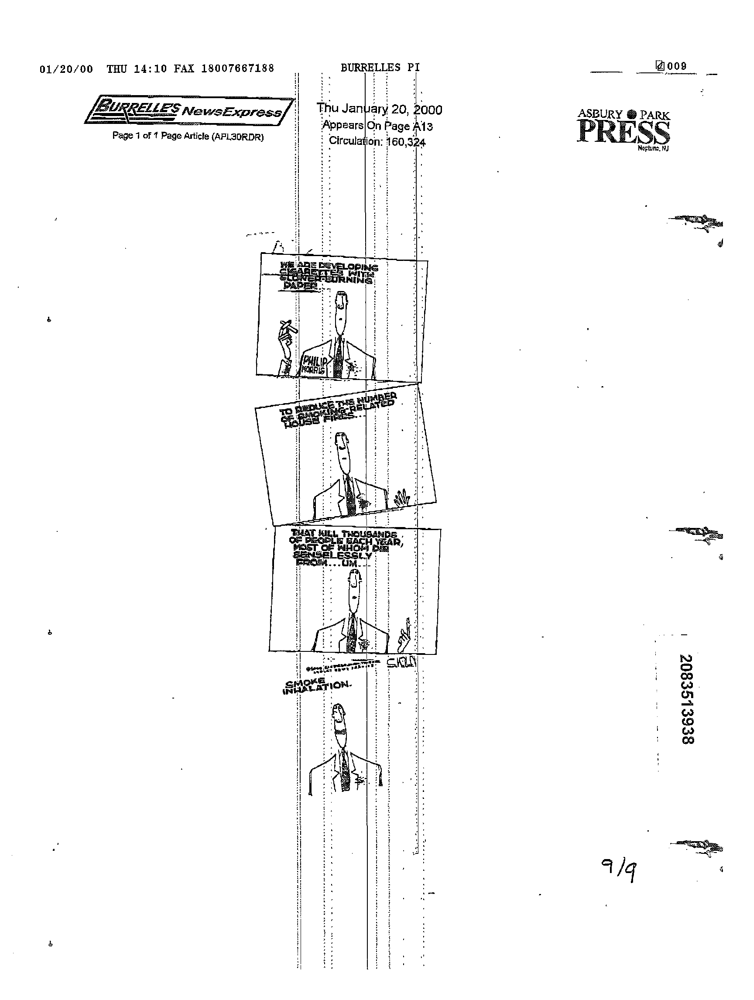 01/20/00 THU 14:10 FAX 18007667188 BURRELLES PI 009
BURRELLE'S NewsExpress
Page 1 of 1 Page Article (APL30RDR)
Thu January 20, 2000
Appears On Page A13
Circulation: 160,324
ASBURY PARK
PRESS
Neptune, NJ
WE ARE DEVELOPING
CIGARETTES WITH
SLOWER-BURNING
PAPER...
PHILIP
MORRIS
TO REDUCE THE NUMBER
OF SMOKING-RELATED
HOUSE FIRES...
THAT KILL THOUSANDS
OF PEOPLE EACH YEAR,
MOST OF WHOM DIE
SENSELESSLY
FROM...UM...
SMOKE
INHALATION.
2083513938
9/9